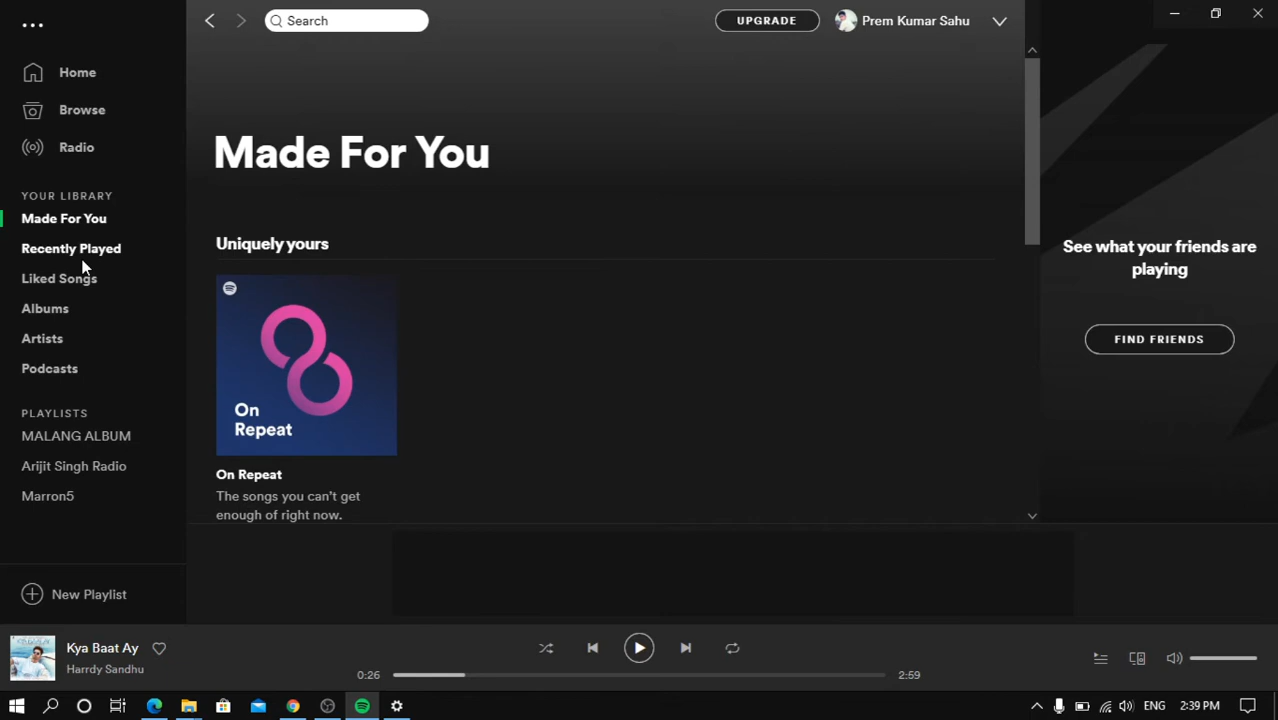 Search
UPGRADE
Prem Kumar Sahu
Home
Browse
Radio
YOUR LIBRARY
Made For You
Recently Played
Liked Songs
Albums
Artists
Podcasts
PLAYLISTS
MALANG ALBUM
Arijit Singh Radio
Marron5
New Playlist
Made For You
Uniquely yours
On
Repeat
On Repeat
The songs you can't get
enough of right now.
See what your friends are
playing
FIND FRIENDS
Kya Baat Ay
Harrdy Sandhu
0:26
2:59
ENG
2:39 PM